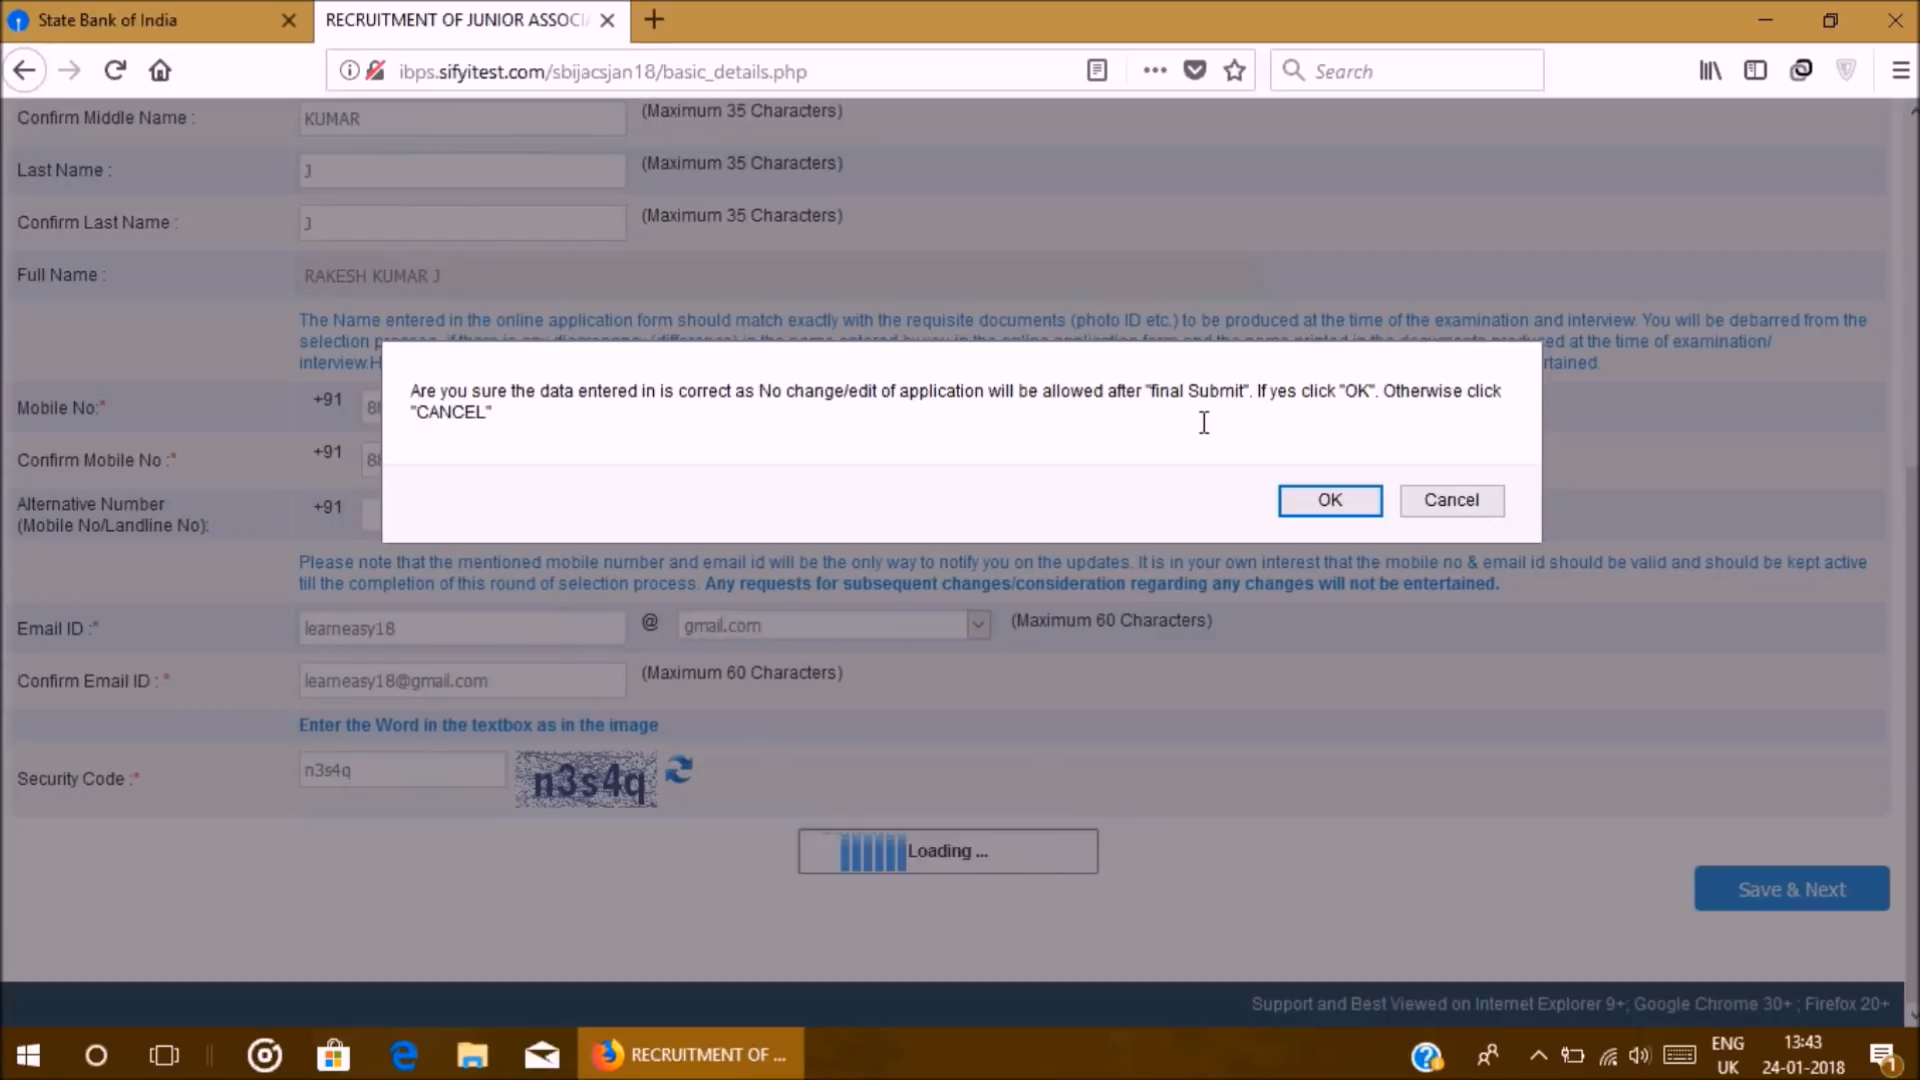 State Bank of India
RECRUITMENT OF JUNIOR ASSOCI
ibps.sifyitest.com/sbijacsjan18/basic_details.php
Search
Confirm Middle Name :
KUMAR
(Maximum 35 Characters)
Last Name :
J
(Maximum 35 Characters)
Confirm Last Name :
J
(Maximum 35 Characters)
Full Name :
RAKESH KUMAR J
The Name entered in the online application form should match exactly with the requisite documents (photo ID etc.) to be produced at the time of the examination and interview. You will be debarred from the
selection
at the time of examination/
interview.H
Are you sure the data entered in is correct as No change/edit of application will be allowed after "final Submit". If yes click "OK". Otherwise click
"CANCEL"
OK
Cancel
Mobile No:*
+91
Confirm Mobile No :*
+91
Alternative Number
(Mobile No/Landline No):
+91
Please note that the mentioned mobile number and email id will be the only way to notify you on the updates. It is in your own interest that the mobile no & email id should be valid and should be kept active
till the completion of this round of selection process. Any requests for subsequent changes/consideration regarding any changes will not be entertained.
Email ID :*
learneasy18
@
gmail.com
(Maximum 60 Characters)
Confirm Email ID : *
learneasy18@gmail.com
(Maximum 60 Characters)
Enter the Word in the textbox as in the image
Security Code :*
n3s4q
n3s4q
Loading ...
Save & Next
Support and Best Viewed on Internet Explorer 9+; Google Chrome 30+ ; Firefox 20+
RECRUITMENT OF ...
ENG
UK
13:43
24-01-2018
1